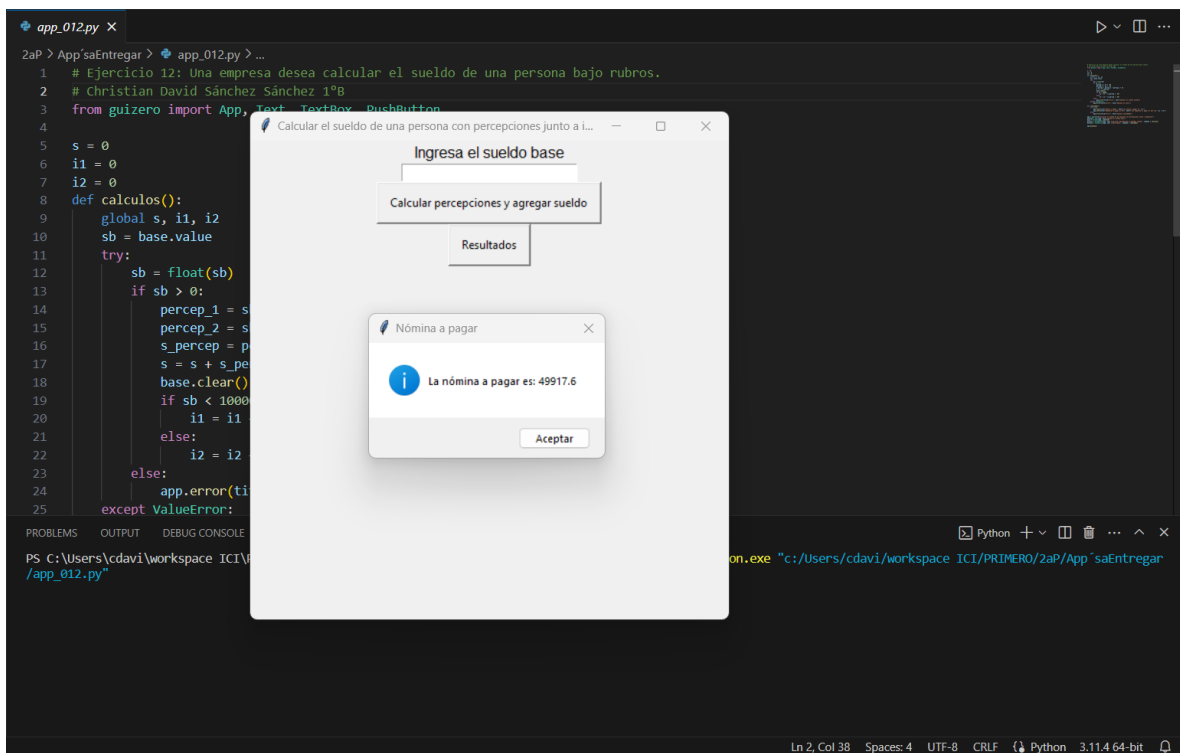 app_012.py
2aP > App´saEntregar > app_012.py > ...
1 # Ejercicio 12: Una empresa desea calcular el sueldo de una persona bajo rubros.
2 # Christian David Sánchez Sánchez 1ºB
3 from guizero import App, Text, TextBox, PushButton
4
5 s = 0
6 i1 = 0
7 i2 = 0
8 def calculos():
9 global s, i1, i2
10 sb = base.value
11 try:
12 sb = float(sb)
13 if sb > 0:
14 percep_1 = s
15 percep_2 = s
16 s_percep = p
17 s = s + s_pe
18 base.clear()
19 if sb < 1000
20 i1 = i1
21 else:
22 i2 = i2
23 else:
24 app.error(ti
25 except ValueError:
Calcular el sueldo de una persona con percepciones junto a i...
Ingresa el sueldo base
Calcular percepciones y agregar sueldo
Resultados
Nómina a pagar
La nómina a pagar es: 49917.6
Aceptar
PROBLEMS OUTPUT DEBUG CONSOLE
Python
PS C:\Users\cdavi\workspace ICI\ on.exe "c:/Users/cdavi/workspace ICI/PRIMERO/2aP/App´saEntregar
/app_012.py"
Ln 2, Col 38 Spaces: 4 UTF-8 CRLF Python 3.11.4 64-bit